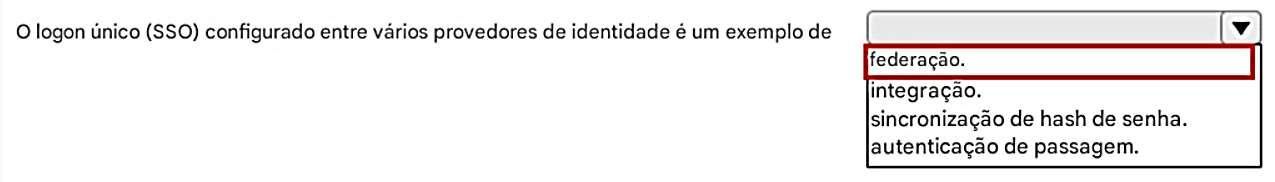 O logon único (SSO) configurado entre vários provedores de identidade é um exemplo de
federação.
integração.
sincronização de hash de senha.
autenticação de passagem.